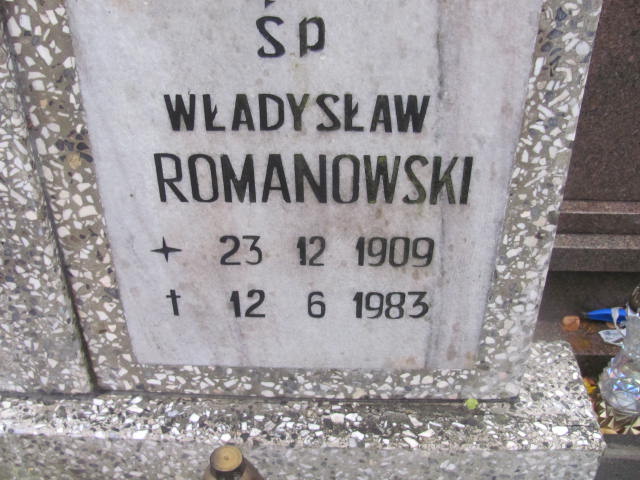 ŚP
WŁADYSŁAW
ROMANOWSKI
23 12 1909
† 12 6 1983